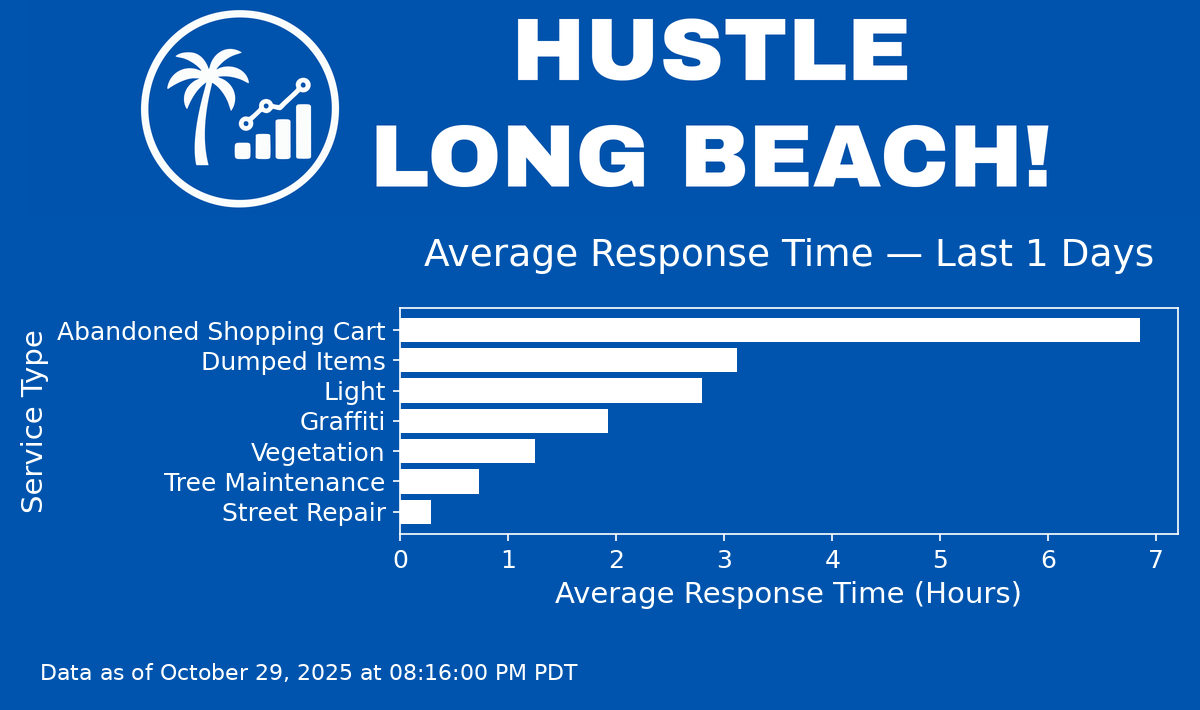 HUSTLE
LONG BEACH!
Average Response Time — Last 1 Days
Service Type
Abandoned Shopping Cart
Dumped Items
Light
Graffiti
Vegetation
Tree Maintenance
Street Repair
0 1 2 3 4 5 6 7
Average Response Time (Hours)
Data as of October 29, 2025 at 08:16:00 PM PDT